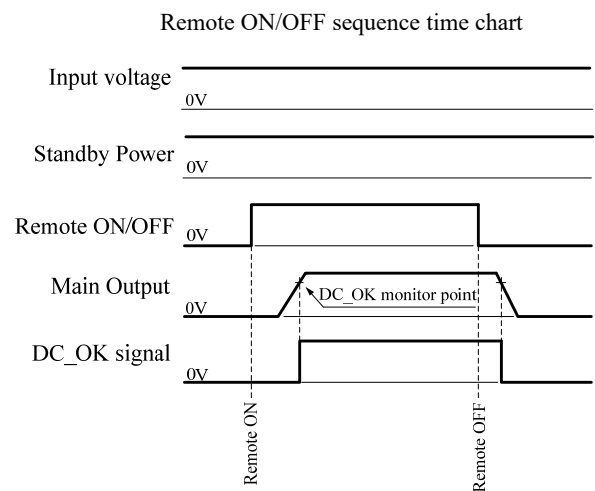 Remote ON/OFF sequence time chart
Input voltage
0V
Standby Power
0V
Remote ON/OFF
0V
Main Output
0V
DC_OK monitor point
DC_OK signal
0V
Remote ON
Remote OFF